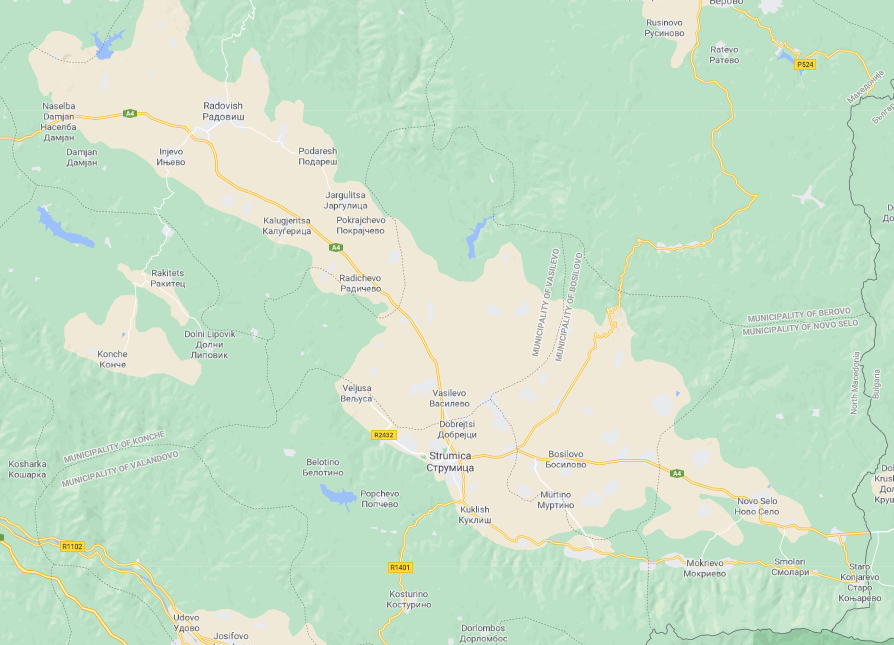 Берово
Rusinovo
Русиново
Ratevo
Ратево
P524
Македонија
Naselba
Damjan
Населба
Дамјан
A4
Radovish
Радовиш
Damjan
Дамјан
Injevo
Ињево
Podaresh
Подареш
Jargulitsa
Јаргулица
Kalugjeritsa
Калуѓерица
Pokrajchevo
Покрајчево
A4
Radichevo
Радичево
Rakitets
Ракитец
Dolni Lipovik
Долни
Липовик
Konche
Конче
MUNICIPALITY OF VASILEVO
MUNICIPALITY OF BOSILOVO
MUNICIPALITY OF BEROVO
MUNICIPALITY OF NOVO SELO
North Macedonia
Bulgaria
Veljusa
Вељуса
Vasilevo
Василево
R2432
Dobrejtsi
Добрејци
Strumica
Струмица
MUNICIPALITY OF KONCHE
MUNICIPALITY OF VALANDOVO
Kosharka
Кошарка
Belotino
Белотино
Popchevo
Попчево
Bosilovo
Босилово
A4
Murtino
Муртино
Novo Selo
Ново Село
Kuklish
Куклиш
R1102
R1401
Mokrievo
Мокриево
Smolari
Смолари
Staro
Konjarevo
Старо
Коњарево
Kosturino
Костурино
Udovo
Удово
Josifovo
Dorlombos
Дорломбос